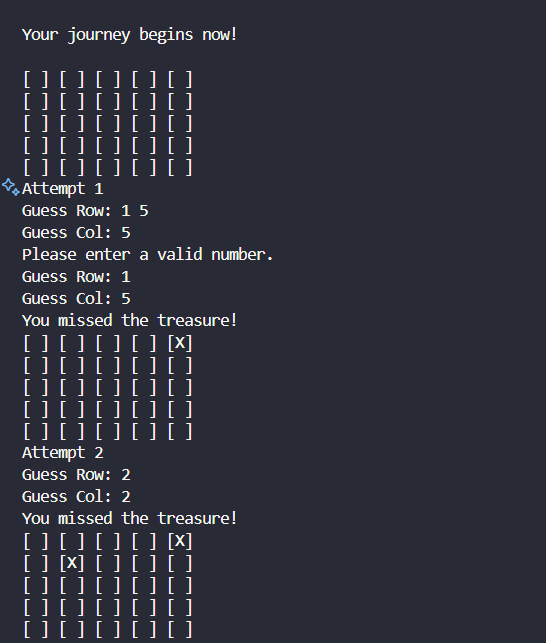 Your journey begins now!
[ ] [ ] [ ] [ ] [ ]
[ ] [ ] [ ] [ ] [ ]
[ ] [ ] [ ] [ ] [ ]
[ ] [ ] [ ] [ ] [ ]
[ ] [ ] [ ] [ ] [ ]
Attempt 1
Guess Row: 1 5
Guess Col: 5
Please enter a valid number.
Guess Row: 1
Guess Col: 5
You missed the treasure!
[ ] [ ] [ ] [ ] [X]
[ ] [ ] [ ] [ ] [ ]
[ ] [ ] [ ] [ ] [ ]
[ ] [ ] [ ] [ ] [ ]
[ ] [ ] [ ] [ ] [ ]
Attempt 2
Guess Row: 2
Guess Col: 2
You missed the treasure!
[ ] [ ] [ ] [ ] [X]
[ ] [X] [ ] [ ] [ ]
[ ] [ ] [ ] [ ] [ ]
[ ] [ ] [ ] [ ] [ ]
[ ] [ ] [ ] [ ] [ ]